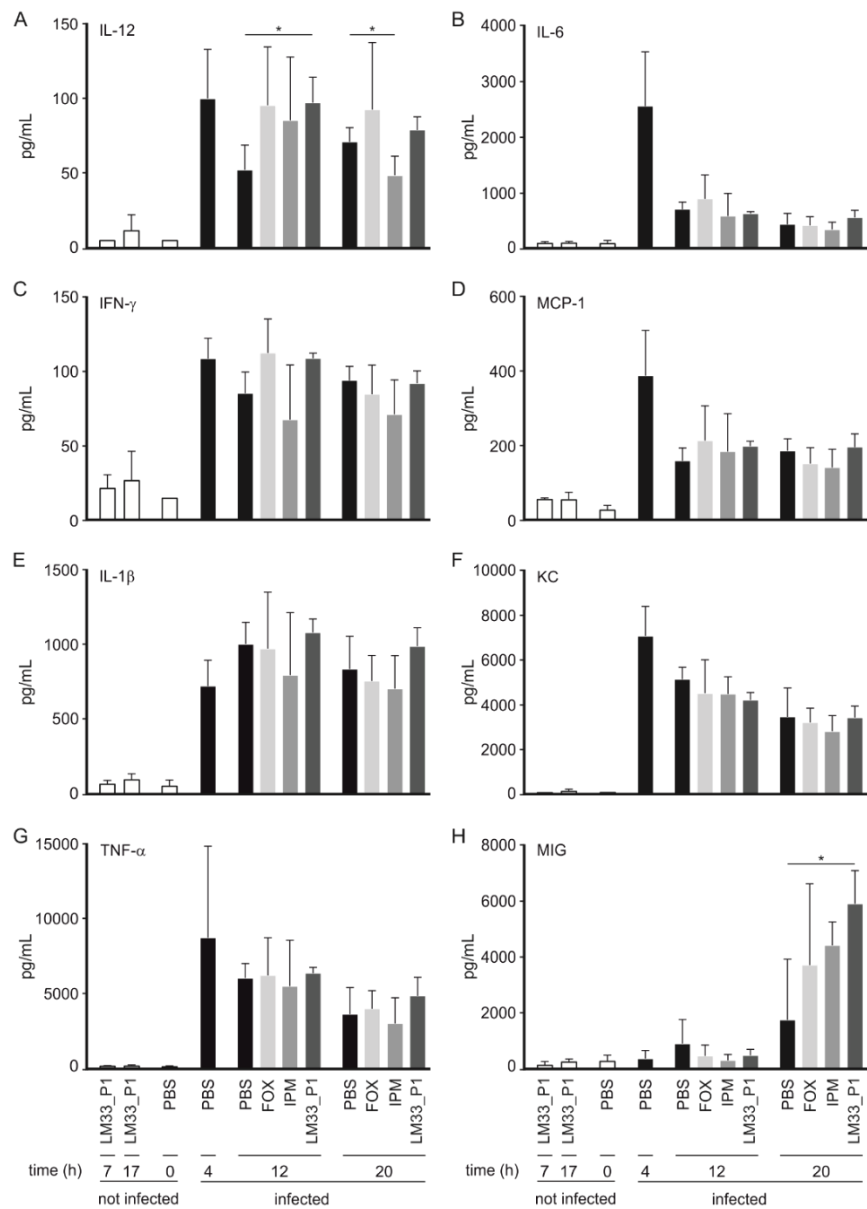 A
IL-12
*
*
150
100
50
0
pg/mL
B
IL-6
4000
3000
2000
1000
0
pg/mL
C
IFN-γ
150
100
50
0
pg/mL
D
MCP-1
600
400
200
0
pg/mL
E
IL-1β
1500
1000
500
0
pg/mL
F
KC
10000
8000
6000
4000
2000
0
pg/mL
G
TNF-α
15000
10000
5000
0
pg/mL
H
MIG
*
8000
6000
4000
2000
0
pg/mL
LM33_P1 LM33_P1 PBS PBS PBS FOX IPM LM33_P1 PBS FOX IPM LM33_P1
time (h) 7 17 0 4 12 20
not infected infected
LM33_P1 LM33_P1 PBS PBS PBS FOX IPM LM33_P1 PBS FOX IPM LM33_P1
time (h) 7 17 0 4 12 20
not infected infected